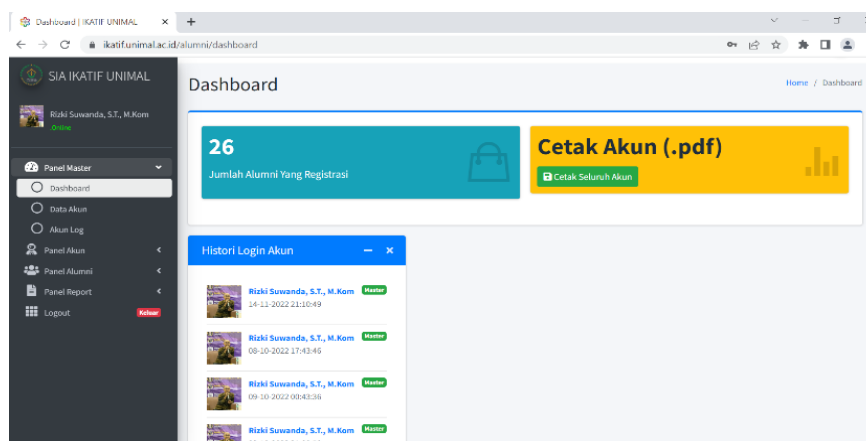 Dashboard | IKATIF UNIMAL
ikatif.unimal.ac.id/alumni/dashboard
SIA IKATIF UNIMAL
Rizki Suwanda, S.T., M.Kom
.Online
Panel Master
Dashboard
Data Akun
Akun Log
Panel Akun
Panel Alumni
Panel Report
Logout Keluar
Dashboard
Home / Dashboard
26
Jumlah Alumni Yang Registrasi
Cetak Akun (.pdf)
Cetak Seluruh Akun
Histori Login Akun
Rizki Suwanda, S.T., M.Kom Master
14-11-2022 21:10:49
Rizki Suwanda, S.T., M.Kom Master
08-10-2022 17:43:46
Rizki Suwanda, S.T., M.Kom Master
09-10-2022 00:43:36
Rizki Suwanda, S.T., M.Kom Master